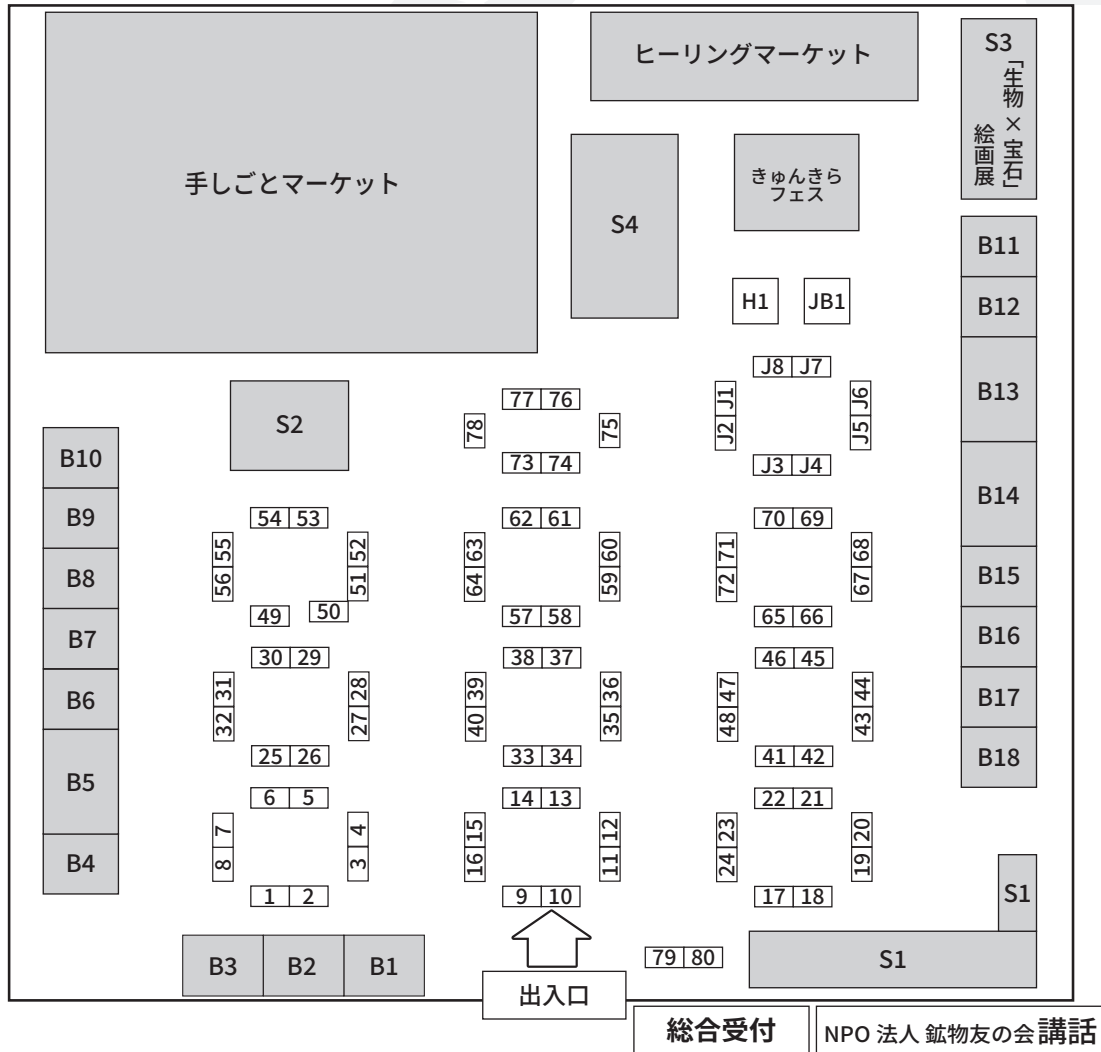 ヒーリングマーケット
S3
「生物×宝石」
絵画展
手しごとマーケット
S4
きゅんきら
フェス
B11
H1 JB1
B12
J8 J7
J1 J6
J2 J5
J3 J4
B13
S2
77 76
78 75
73 74
B10
B14
B9
54 53
62 61
70 69
55 52 63 60 71 68
B8
B15
56 51 64 59 72 67
49 50 57 58 65 66
B7
B16
30 29 38 37 46 45
31 28 39 36 47 44
B6
B17
32 27 40 35 48 43
25 26 33 34 41 42
B18
B5
6 5 14 13 22 21
7 4 15 12 23 20
8 3 16 11 24 19
B4
1 2 9 10 17 18
S1
B3 B2 B1
79 80
S1
出入口
総合受付
NPO 法人 鉱物友の会 講話